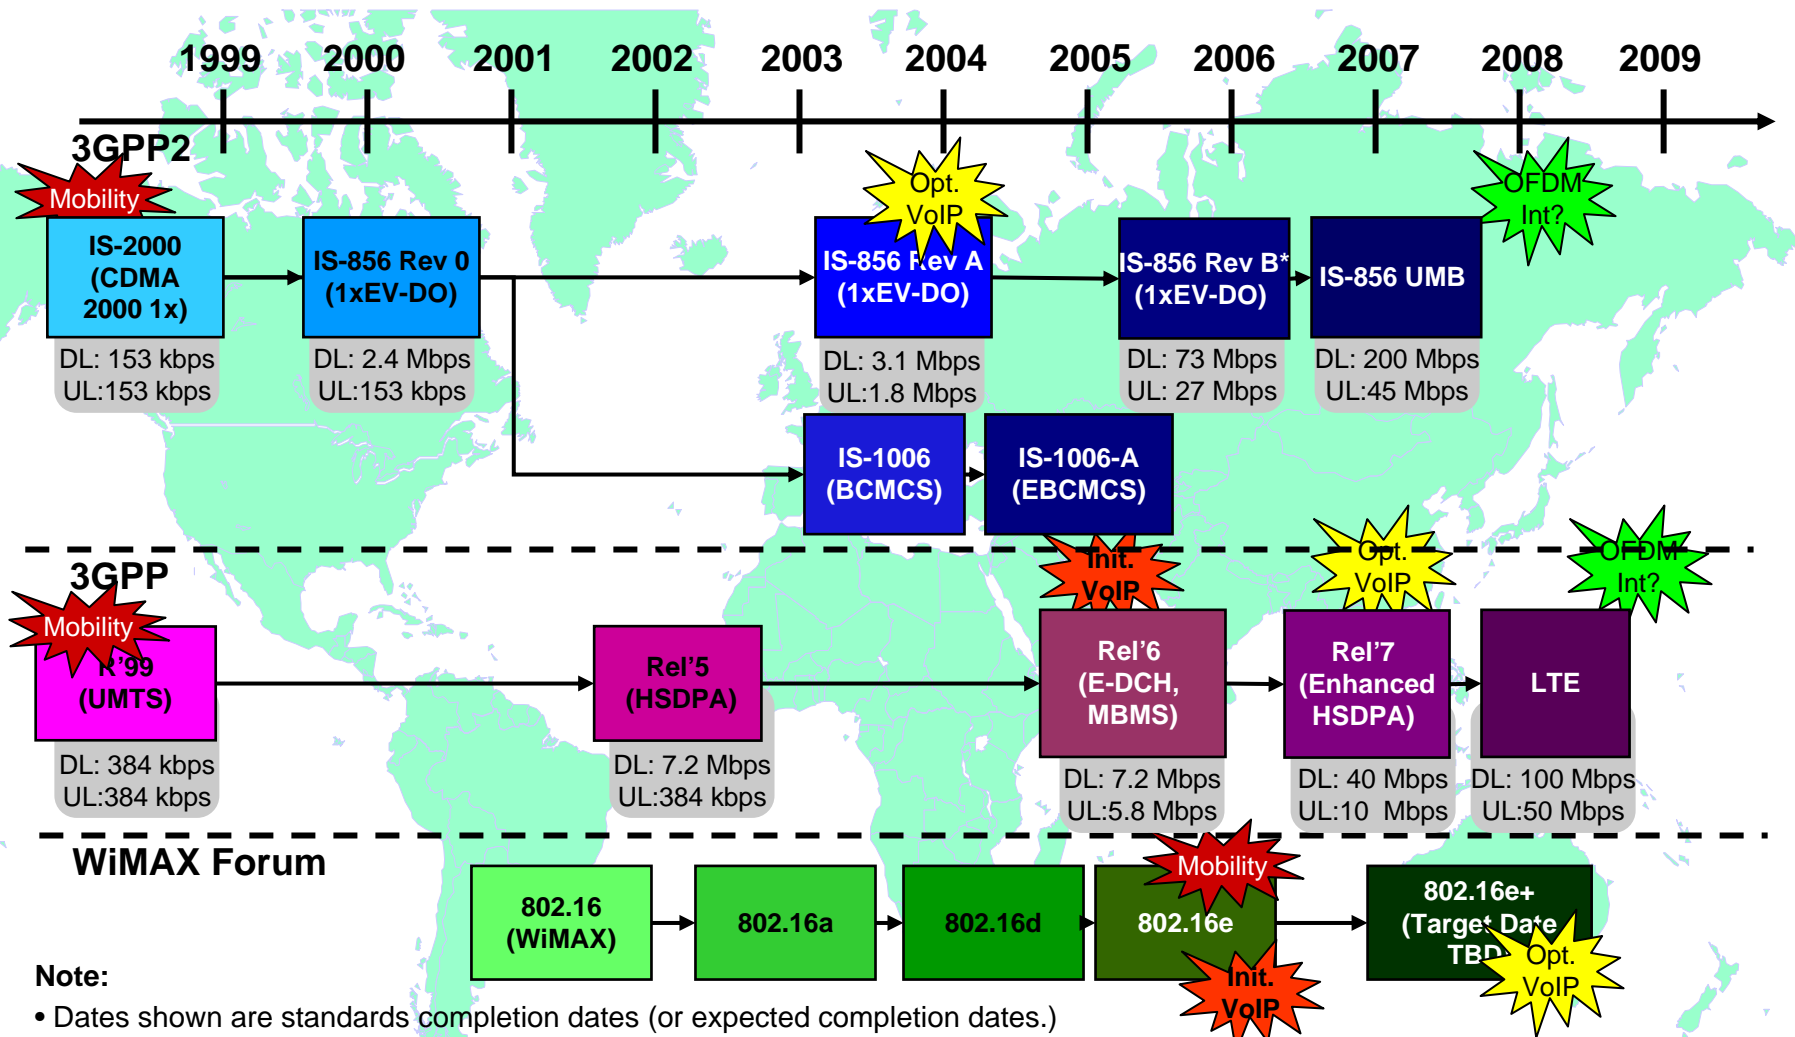 1999 2000 2001 2002 2003 2004 2005 2006 2007 2008 2009
3GPP2
Mobility
Opt.
VoIP
OFDM
Int?
IS-2000
(CDMA
2000 1x)
DL: 153 kbps
UL:153 kbps
IS-856 Rev 0
(1xEV-DO)
DL: 2.4 Mbps
UL:153 kbps
IS-856 Rev A
(1xEV-DO)
DL: 3.1 Mbps
UL:1.8 Mbps
IS-856 Rev B*
(1xEV-DO)
DL: 73 Mbps
UL: 27 Mbps
IS-856 UMB
DL: 200 Mbps
UL:45 Mbps
IS-1006
(BCMCS)
IS-1006-A
(EBCMCS)
3GPP
Mobility
Init.
VoIP
Opt.
VoIP
OFDM
Int?
R'99
(UMTS)
DL: 384 kbps
UL:384 kbps
Rel'5
(HSDPA)
DL: 7.2 Mbps
UL:384 kbps
Rel'6
(E-DCH,
MBMS)
DL: 7.2 Mbps
UL:5.8 Mbps
Rel'7
(Enhanced
HSDPA)
DL: 40 Mbps
UL:10 Mbps
LTE
DL: 100 Mbps
UL:50 Mbps
WiMAX Forum
802.16
(WiMAX)
802.16a
802.16d
Mobility
802.16e
Init.
VoIP
802.16e+
(Target Date
TBD)
Opt.
VoIP
Note:
• Dates shown are standards completion dates (or expected completion dates.)